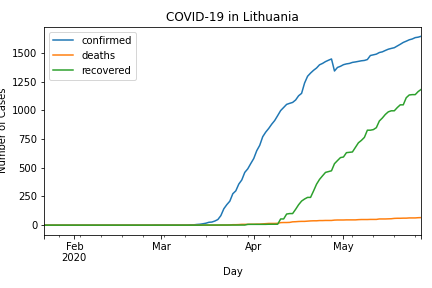 COVID-19 in Lithuania
confirmed
deaths
recovered
Number of Cases
1500
1250
1000
750
500
250
0
Feb
2020
Mar
Apr
May
Day